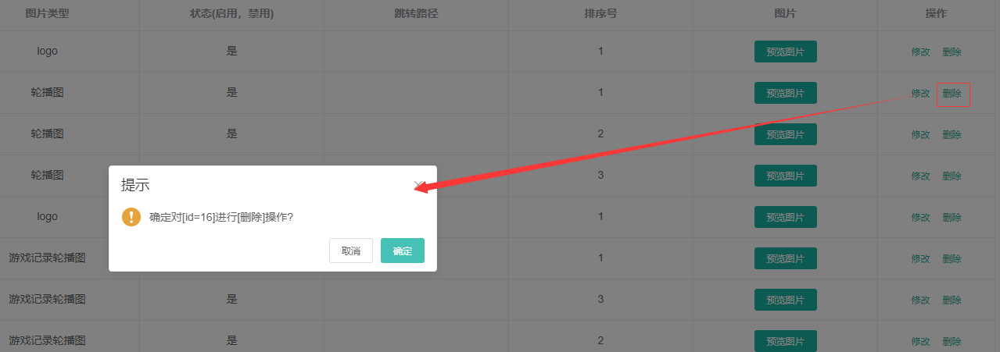 图片类型 状态(启用，禁用) 跳转路径 排序号 图片 操作
logo 是 1 预览图片 修改 删除
轮播图 是 1 预览图片 修改 删除
轮播图 是 2 预览图片 修改 删除
轮播图 3 预览图片 修改 删除
提示
logo 1 预览图片 修改 删除
确定对[id=16]进行[删除]操作?
取消 确定
游戏记录轮播图 1 预览图片 修改 删除
游戏记录轮播图 是 3 预览图片 修改 删除
游戏记录轮播图 是 2 预览图片 修改 删除